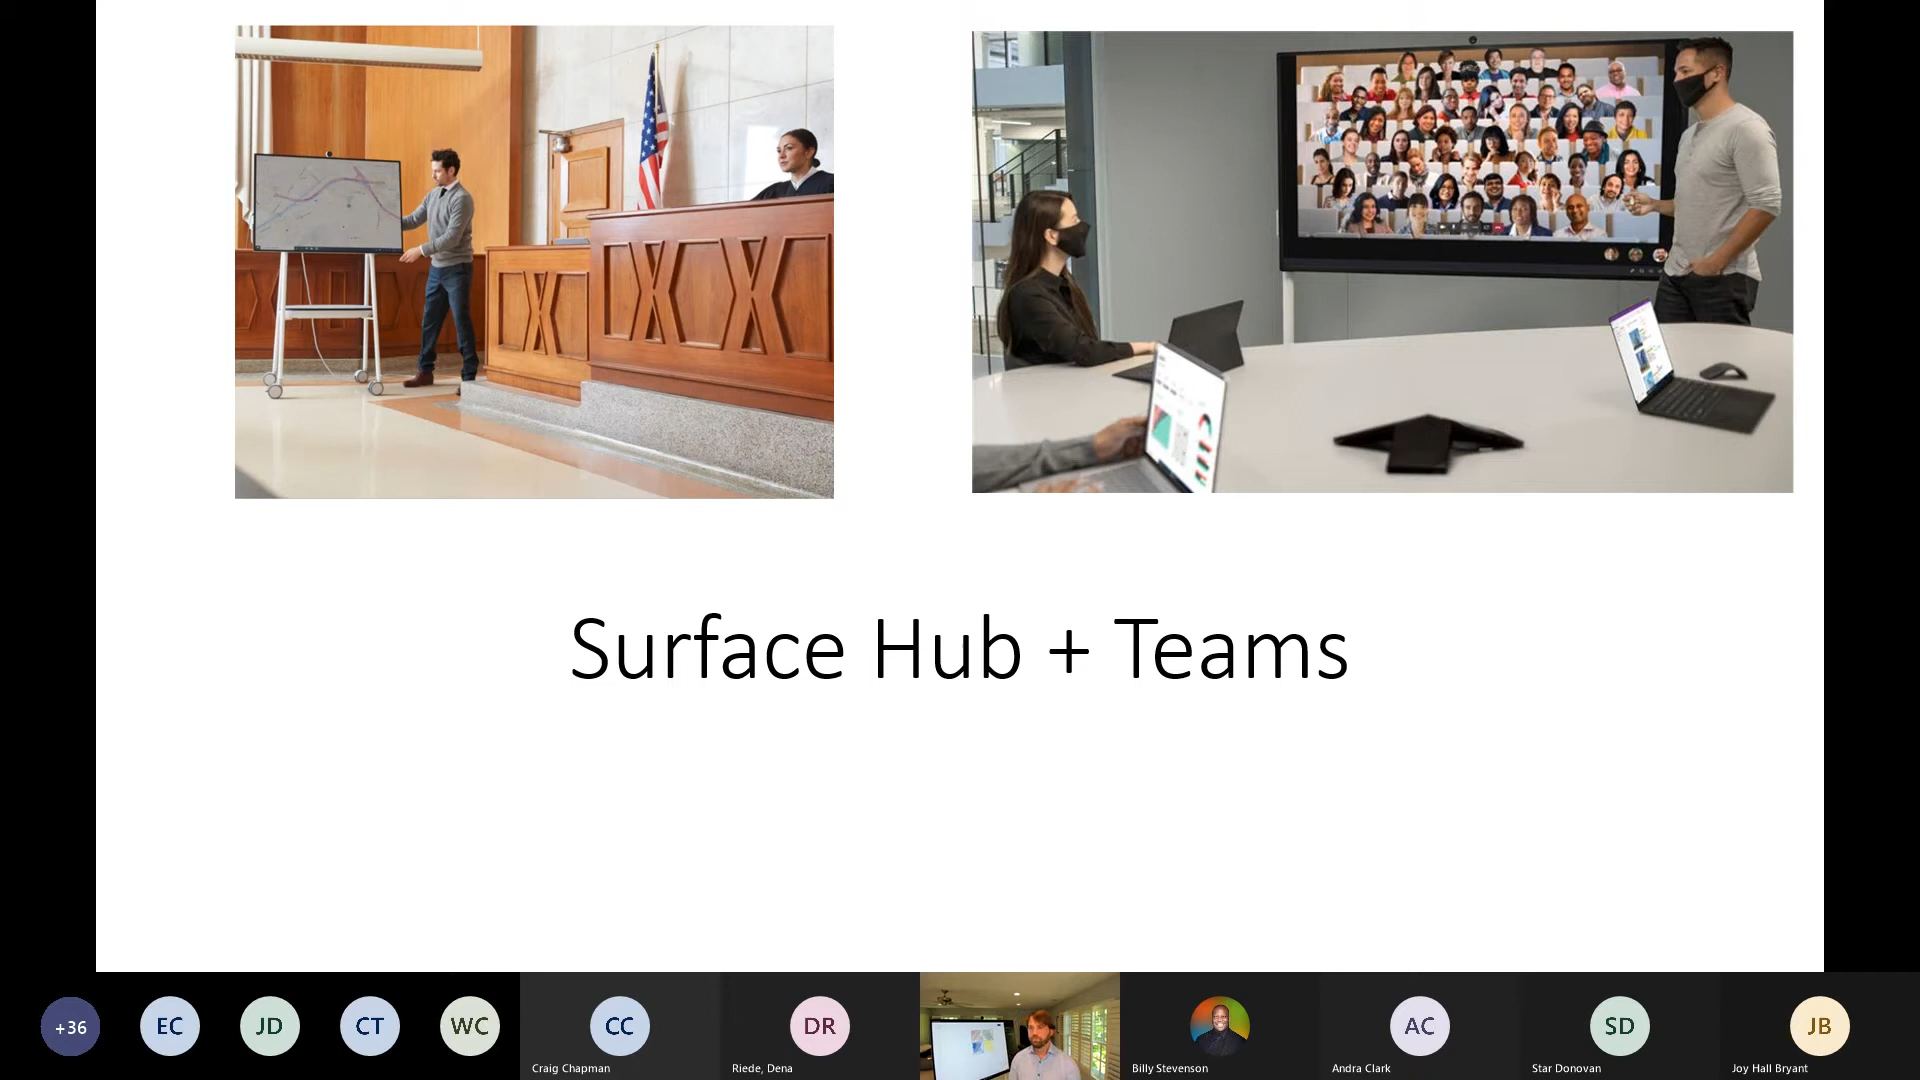 Surface Hub + Teams
+36
EC
JD
CT
WC
CC
DR
AC
SD
JB
Craig Chapman
Riede, Dena
Billy Stevenson
Andra Clark
Star Donovan
Joy Hall Bryant